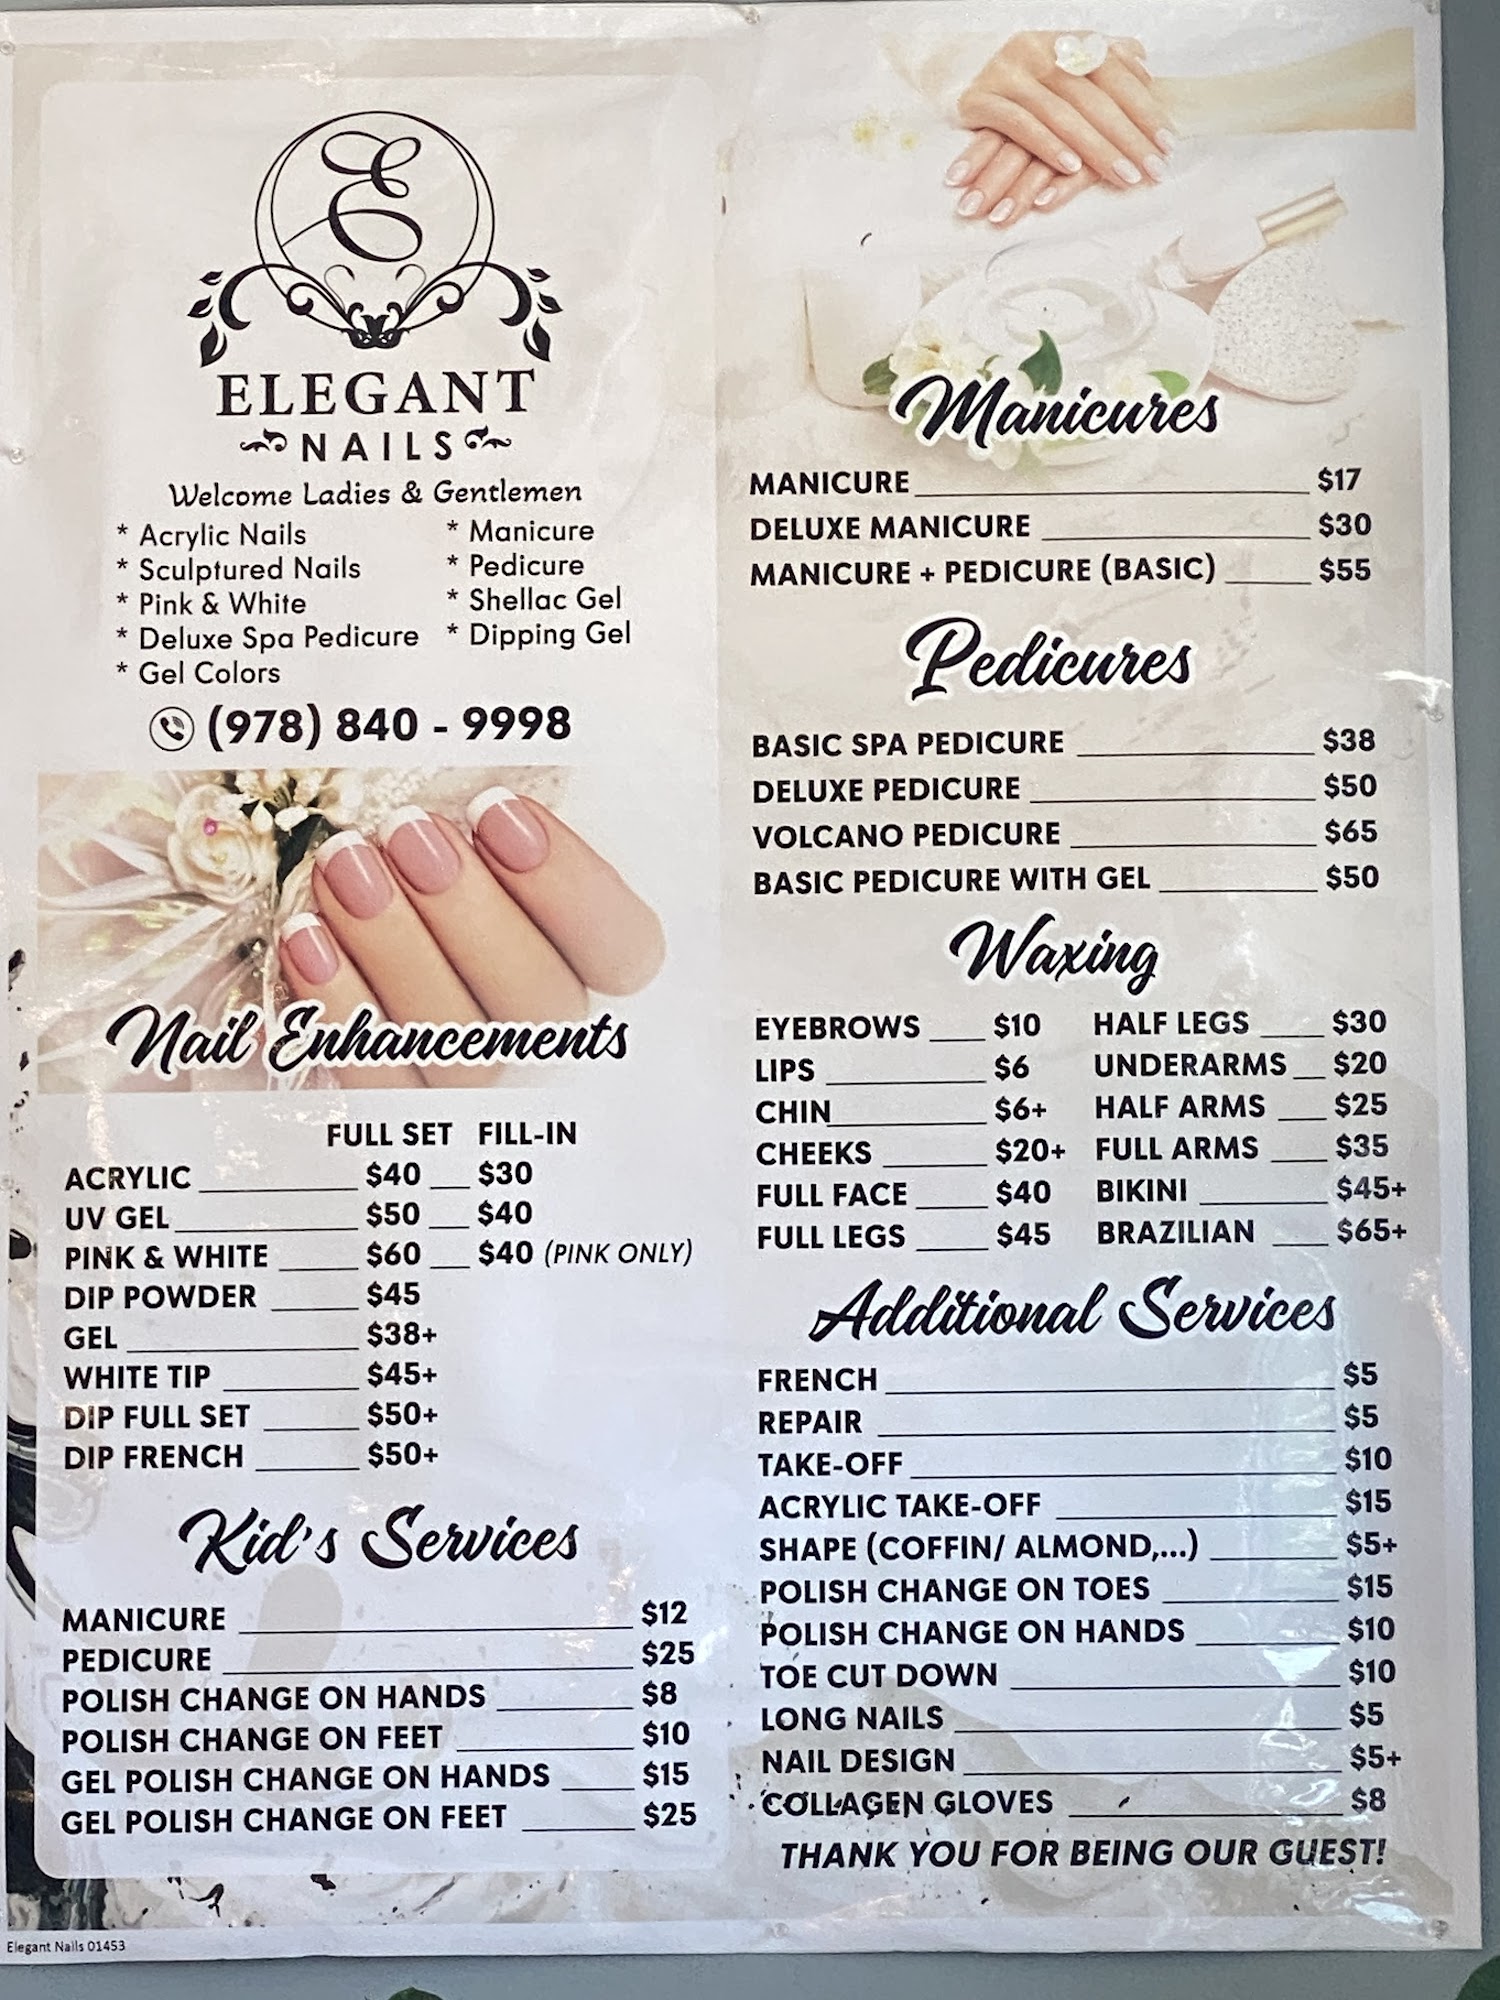 E
ELEGANT
NAILS
Welcome Ladies & Gentlemen
* Acrylic Nails * Manicure
* Sculptured Nails * Pedicure
* Pink & White * Shellac Gel
* Deluxe Spa Pedicure * Dipping Gel
* Gel Colors
(978) 840 - 9998
Nail Enhancements
FULL SET FILL-IN
ACRYLIC $40 $30
UV GEL $50 $40
PINK & WHITE $60 $40 (PINK ONLY)
DIP POWDER $45
GEL $38+
WHITE TIP $45+
DIP FULL SET $50+
DIP FRENCH $50+
Kid's Services
MANICURE $12
PEDICURE $25
POLISH CHANGE ON HANDS $8
POLISH CHANGE ON FEET $10
GEL POLISH CHANGE ON HANDS $15
GEL POLISH CHANGE ON FEET $25
Manicures
MANICURE $17
DELUXE MANICURE $30
MANICURE + PEDICURE (BASIC) $55
Pedicures
BASIC SPA PEDICURE $38
DELUXE PEDICURE $50
VOLCANO PEDICURE $65
BASIC PEDICURE WITH GEL $50
Waxing
EYEBROWS $10 HALF LEGS $30
LIPS $6 UNDERARMS $20
CHIN $6+ HALF ARMS $25
CHEEKS $20+ FULL ARMS $35
FULL FACE $40 BIKINI $45+
FULL LEGS $45 BRAZILIAN $65+
Additional Services
FRENCH $5
REPAIR $5
TAKE-OFF $10
ACRYLIC TAKE-OFF $15
SHAPE (COFFIN/ ALMOND,...) $5+
POLISH CHANGE ON TOES $15
POLISH CHANGE ON HANDS $10
TOE CUT DOWN $10
LONG NAILS $5
NAIL DESIGN $5+
COLLAGEN GLOVES $8
THANK YOU FOR BEING OUR GUEST!
Elegant Nails 01453